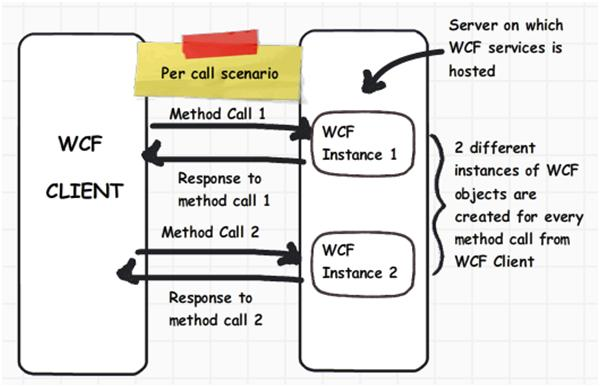 Server on which
WCF services is
hosted
Per call scenario
WCF
CLIENT
Method Call 1
WCF
Instance 1
Response to
method call 1
Method Call 2
WCF
Instance 2
Response to
method call 2
2 different
instances of WCF
objects are
created for every
method call from
WCF Client